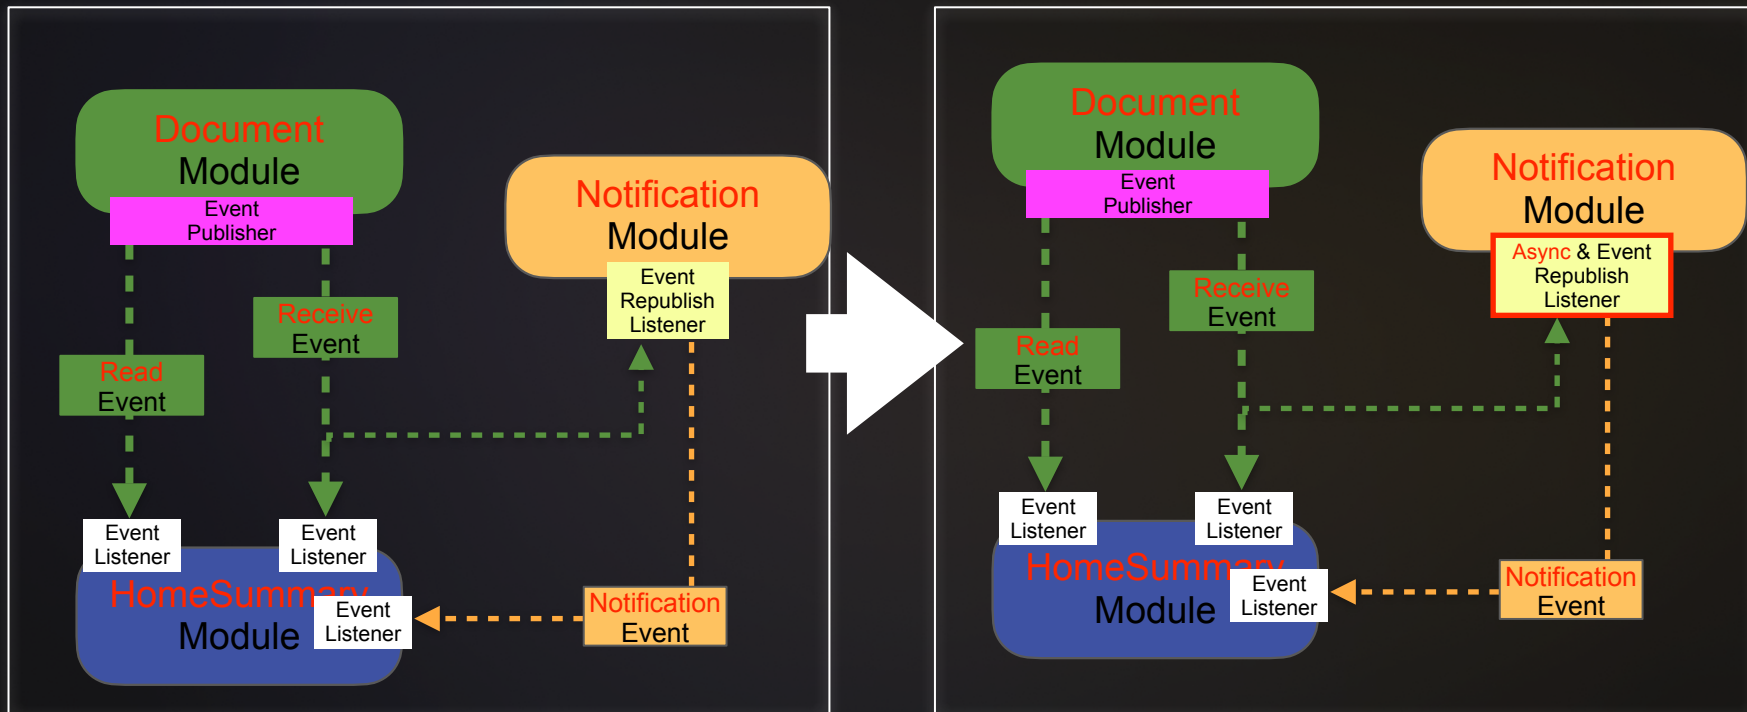 Document
Module
Event
Publisher
Notification
Module
Event
Republish
Listener
Receive
Event
Read
Event
Event
Listener
Event
Listener
HomeSummary
Module
Event
Listener
Notification
Event
Document
Module
Event
Publisher
Notification
Module
Async & Event
Republish
Listener
Receive
Event
Read
Event
Event
Listener
Event
Listener
HomeSummary
Module
Event
Listener
Notification
Event